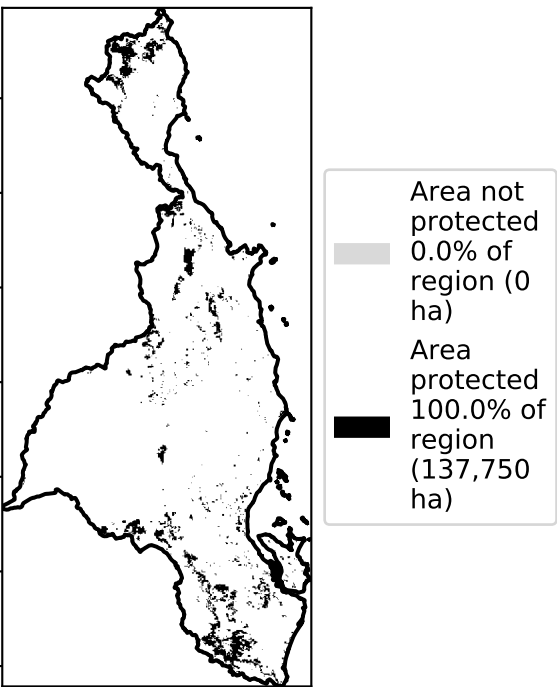 Area not
protected
0.0% of
region (0
ha)
Area
protected
100.0% of
region
(137,750
ha)